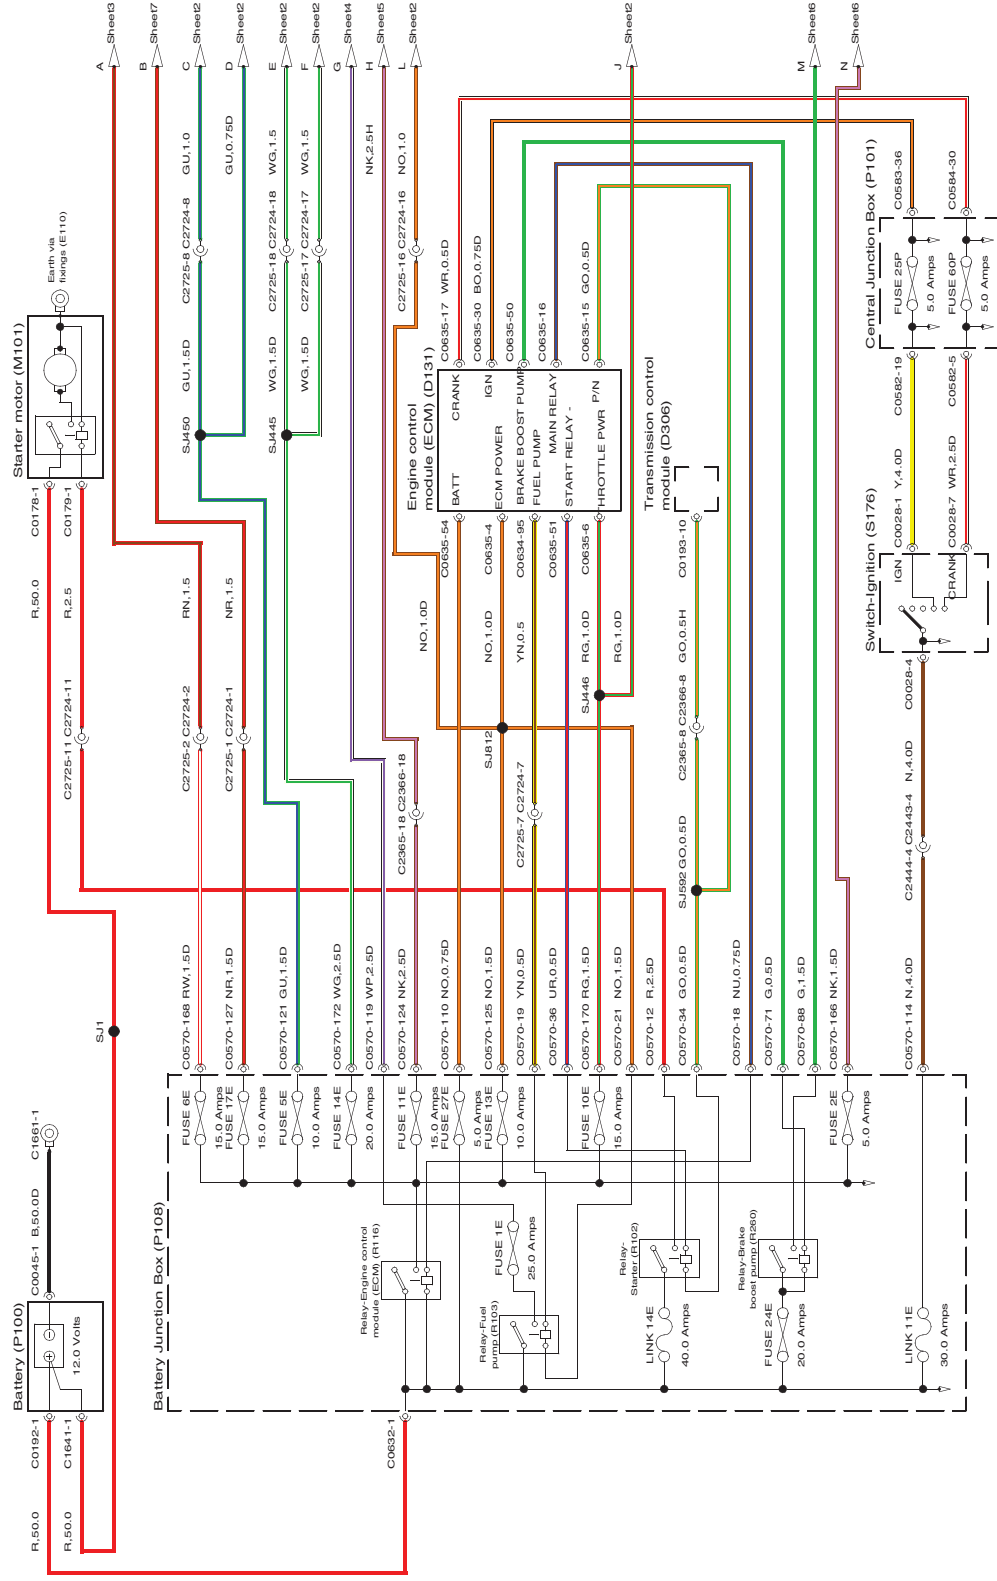 Battery (P100)
12.0 Volts
C0192-1
C1641-1
R,50.0
R,50.0
C0045-1 B,50.0D C1661-1
SJ1
Starter motor (M101)
Earth via
fixings (E110)
C0178-1
C0179-1
R,50.0
R,2.5
C2725-11 C2724-11
A
Sheet3
B
Sheet7
C
Sheet2
D
Sheet2
E
Sheet2
F
Sheet2
G
Sheet4
H
Sheet5
L
Sheet2
J
Sheet2
M
Sheet6
N
Sheet6
GU,1.0
GU,0.75D
WG,1.5
WG,1.5
NK,2.5H
NO,1.0
C2725-8 C2724-8
C2725-18 C2724-18
C2725-17 C2724-17
C2725-16 C2724-16
GU,1.5D
WG,1.5D
WG,1.5D
SJ450
SJ445
RN,1.5
NR,1.5
C2725-2 C2724-2
C2725-1 C2724-1
C2365-18 C2366-18
NO,1.0D
Engine control
module (ECM) (D131)
C0635-17 WR,0.5D
C0635-30 BO,0.75D
C0635-50
C0635-16
C0635-15 GO,0.5D
CRANK
IGN
BRAKE BOOST PUMP
MAIN RELAY
P/N
BATT
ECM POWER
FUEL PUMP
START RELAY -
THROTTLE PWR
C0635-54
C0635-4
C0634-95
C0635-51
C0635-6
NO,1.0D
YN,0.5
RG,1.0D
RG,1.0D
SJ812
SJ446
C2725-7 C2724-7
Transmission control
module (D306)
C0193-10
GO,0.5H
C2365-8 C2366-8
SJ592 GO,0.5D
Central Junction Box (P101)
C0583-36
C0584-30
FUSE 25P
5.0 Amps
FUSE 60P
5.0 Amps
C0582-19
C0582-5
Y,4.0D
WR,2.5D
C0028-1
C0028-7
Switch-Ignition (S176)
IGN
CRANK
C0028-4
N,4.0D
C2444-4 C2443-4
C0570-168 RW,1.5D
C0570-127 NR,1.5D
C0570-121 GU,1.5D
C0570-172 WG,2.5D
C0570-119 WP,2.5D
C0570-124 NK,2.5D
C0570-110 NO,0.75D
C0570-125 NO,1.5D
C0570-19 YN,0.5D
C0570-36 UR,0.5D
C0570-170 RG,1.5D
C0570-21 NO,1.5D
C0570-12 R,2.5D
C0570-34 GO,0.5D
C0570-18 NU,0.75D
C0570-71 G,0.5D
C0570-88 G,1.5D
C0570-166 NK,1.5D
C0570-114 N,4.0D
Battery Junction Box (P108)
FUSE 6E
15.0 Amps
FUSE 17E
15.0 Amps
FUSE 5E
10.0 Amps
FUSE 14E
20.0 Amps
FUSE 11E
15.0 Amps
FUSE 27E
5.0 Amps
FUSE 13E
10.0 Amps
FUSE 10E
15.0 Amps
FUSE 2E
5.0 Amps
Relay-Engine control
module (ECM) (R116)
FUSE 1E
25.0 Amps
Relay-Fuel
pump (R103)
Relay-
Starter (R102)
LINK 14E
40.0 Amps
Relay-Brake
boost pump (R260)
FUSE 24E
20.0 Amps
LINK 11E
30.0 Amps
C0632-1